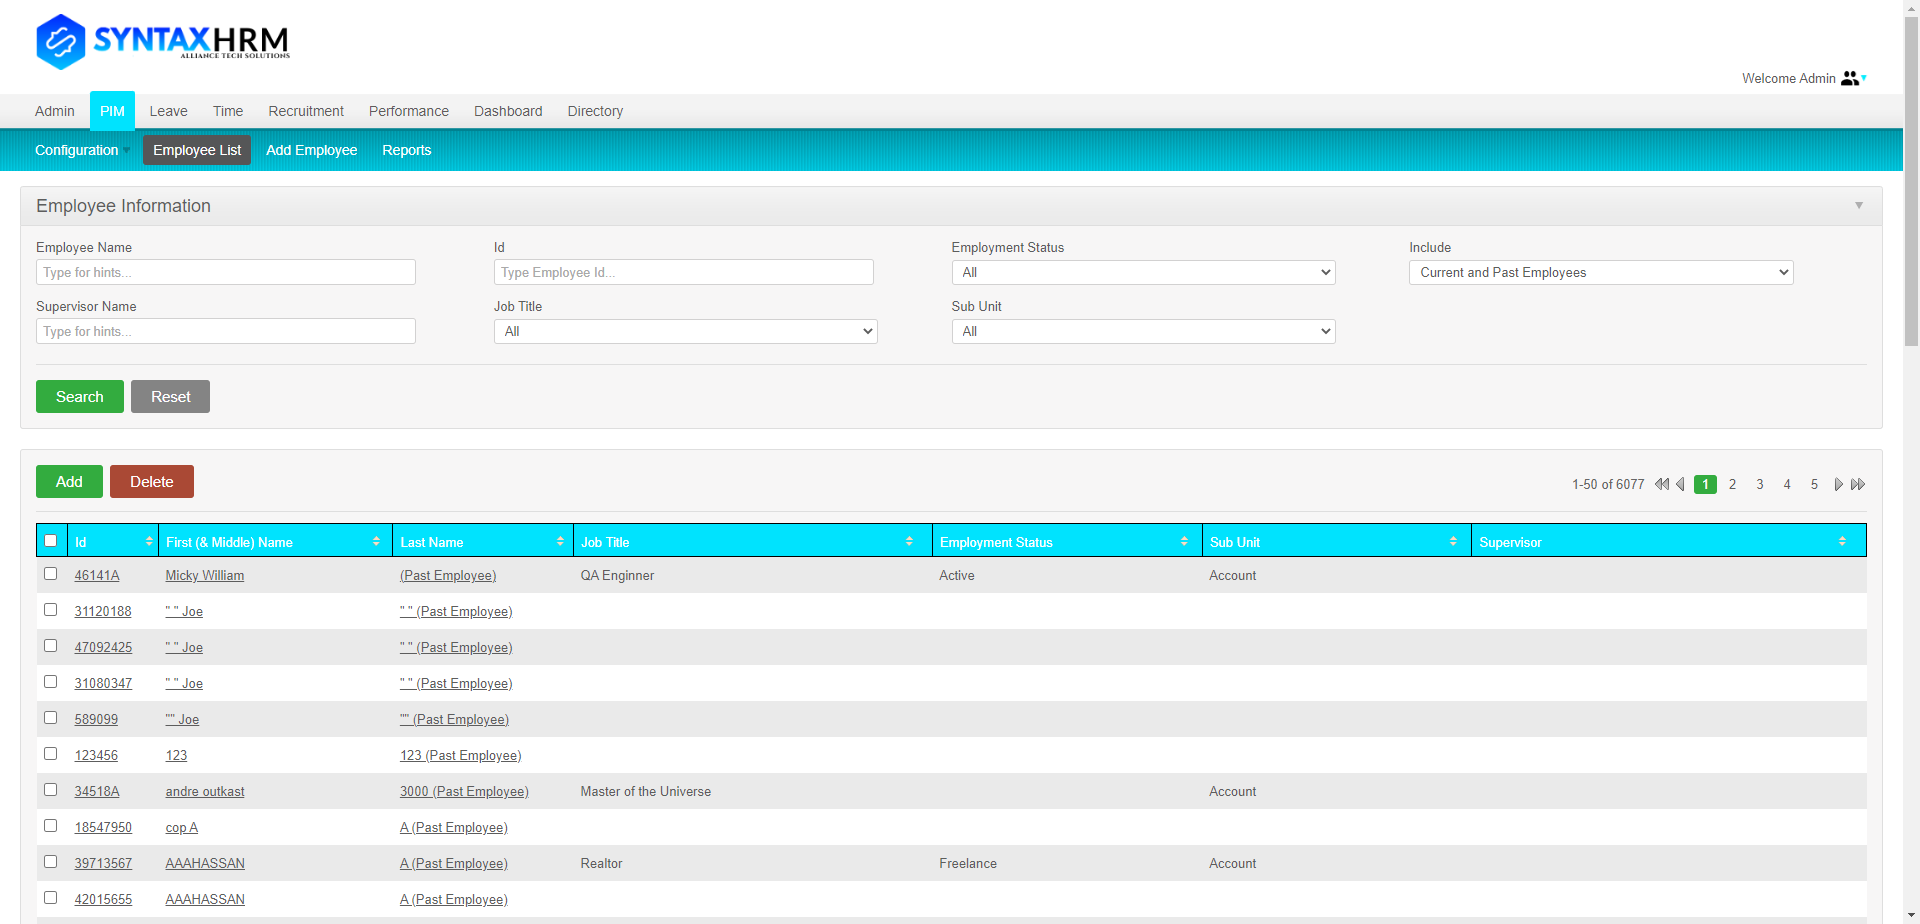 SYNTAXHRM
ALLIANCE TECH SOLUTIONS
Welcome Admin
Admin PIM Leave Time Recruitment Performance Dashboard Directory
Configuration Employee List Add Employee Reports
Employee Information
Employee Name Id Employment Status Include
Type for hints... Type Employee Id... All Current and Past Employees
Supervisor Name Job Title Sub Unit
Type for hints... All All
Search Reset
Add Delete 1-50 of 6077 1 2 3 4 5
Id First (& Middle) Name Last Name Job Title Employment Status Sub Unit Supervisor
46141A Micky William (Past Employee) QA Enginner Active Account
31120188 " " Joe " " (Past Employee)
47092425 " " Joe " " (Past Employee)
31080347 " " Joe " " (Past Employee)
589099 "" Joe "" (Past Employee)
123456 123 123 (Past Employee)
34518A andre outkast 3000 (Past Employee) Master of the Universe Account
18547950 cop A A (Past Employee)
39713567 AAAHASSAN A (Past Employee) Realtor Freelance Account
42015655 AAAHASSAN A (Past Employee)